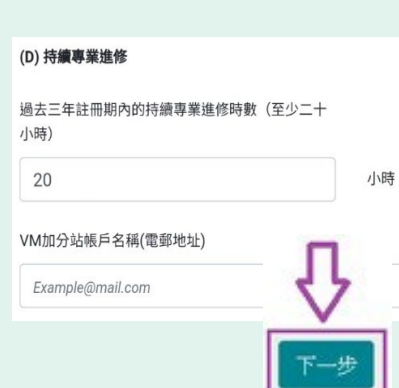 (D) 持續專業進修
過去三年註冊期內的持續專業進修時數（至少二十
小時）
20
小時
VM加分站帳戶名稱(電郵地址)
Example@mail.com
下一步